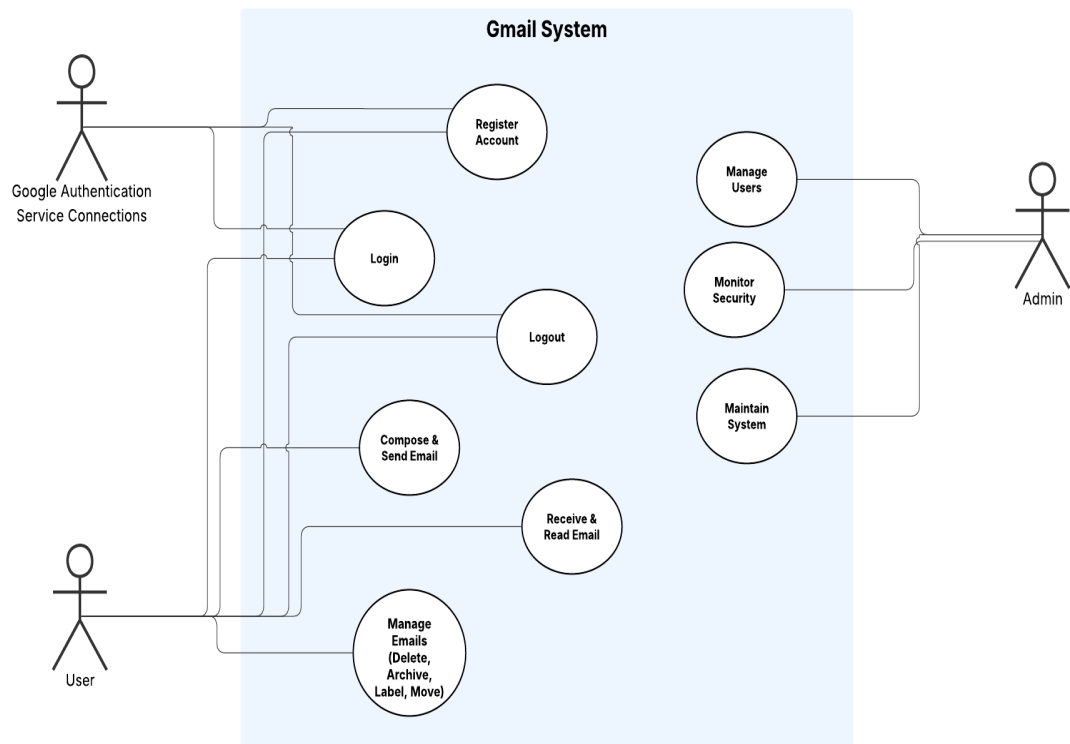 Gmail System
Google Authentication
Service Connections
Register
Account
Login
Logout
Compose &
Send Email
Receive &
Read Email
Manage
Emails
(Delete,
Archive,
Label, Move)
User
Manage
Users
Monitor
Security
Maintain
System
Admin